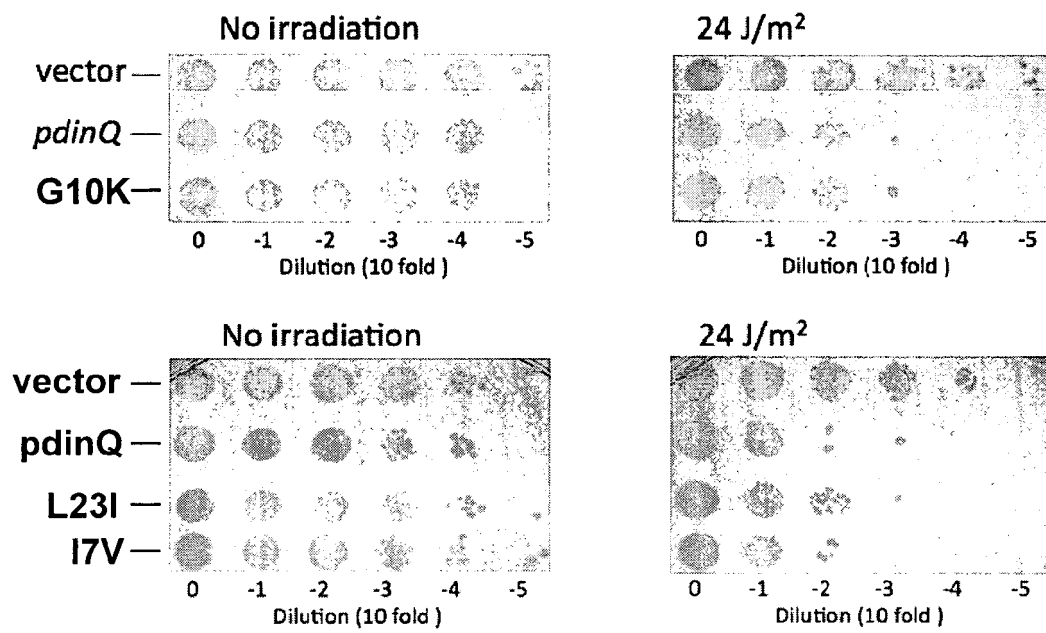 No irradiation
24 J/m²
vector
pdinQ
G10K
0 -1 -2 -3 -4 -5
Dilution (10 fold )
0 -1 -2 -3 -4 -5
Dilution (10 fold )
No irradiation
24 J/m²
vector
pdinQ
L23I
I7V
0 -1 -2 -3 -4 -5
Dilution (10 fold )
0 -1 -2 -3 -4 -5
Dilution (10 fold )